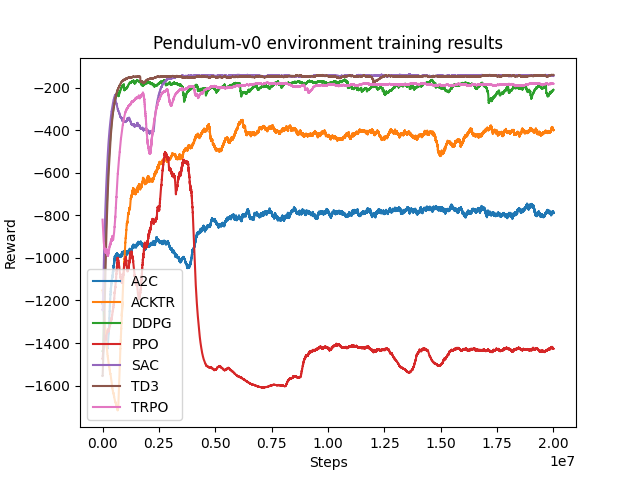 Pendulum-v0 environment training results
Reward
−200
−400
−600
−800
−1000
−1200
−1400
−1600
A2C
ACKTR
DDPG
PPO
SAC
TD3
TRPO
0.00 0.25 0.50 0.75 1.00 1.25 1.50 1.75 2.00
1e7
Steps